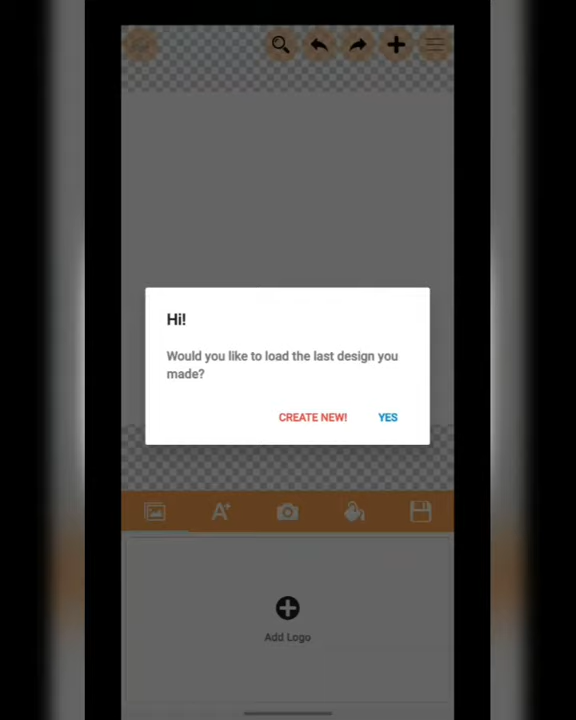 Hi!
Would you like to load the last design you
made?
CREATE NEW! YES
A+
Add Logo